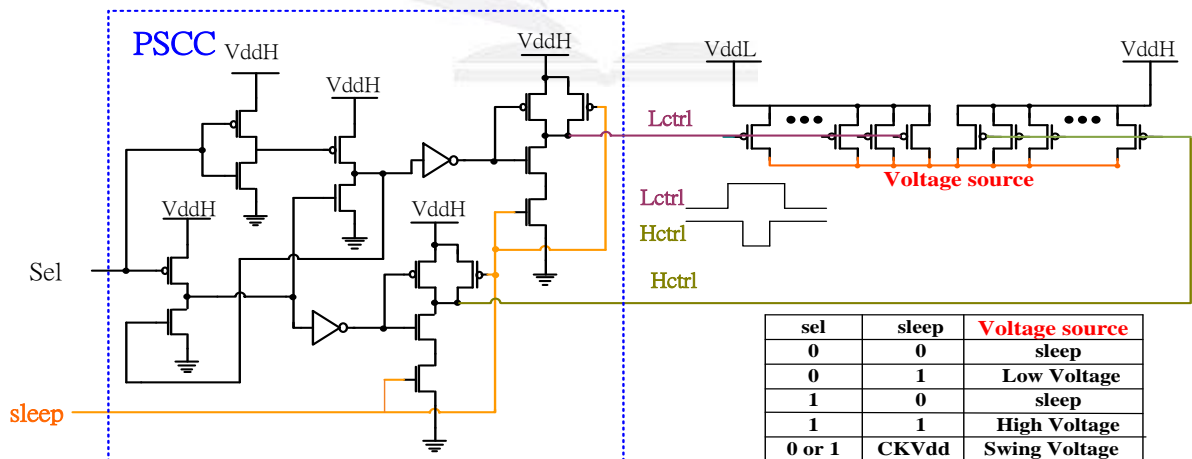 PSCC
VddH
VddH
VddH
VddL
VddH
Lctrl
Voltage source
Lctrl
Hctrl
VddH
VddH
Sel
Hctrl
sleep
sel sleep Voltage source
0 0 sleep
0 1 Low Voltage
1 0 sleep
1 1 High Voltage
0 or 1 CKVdd Swing Voltage